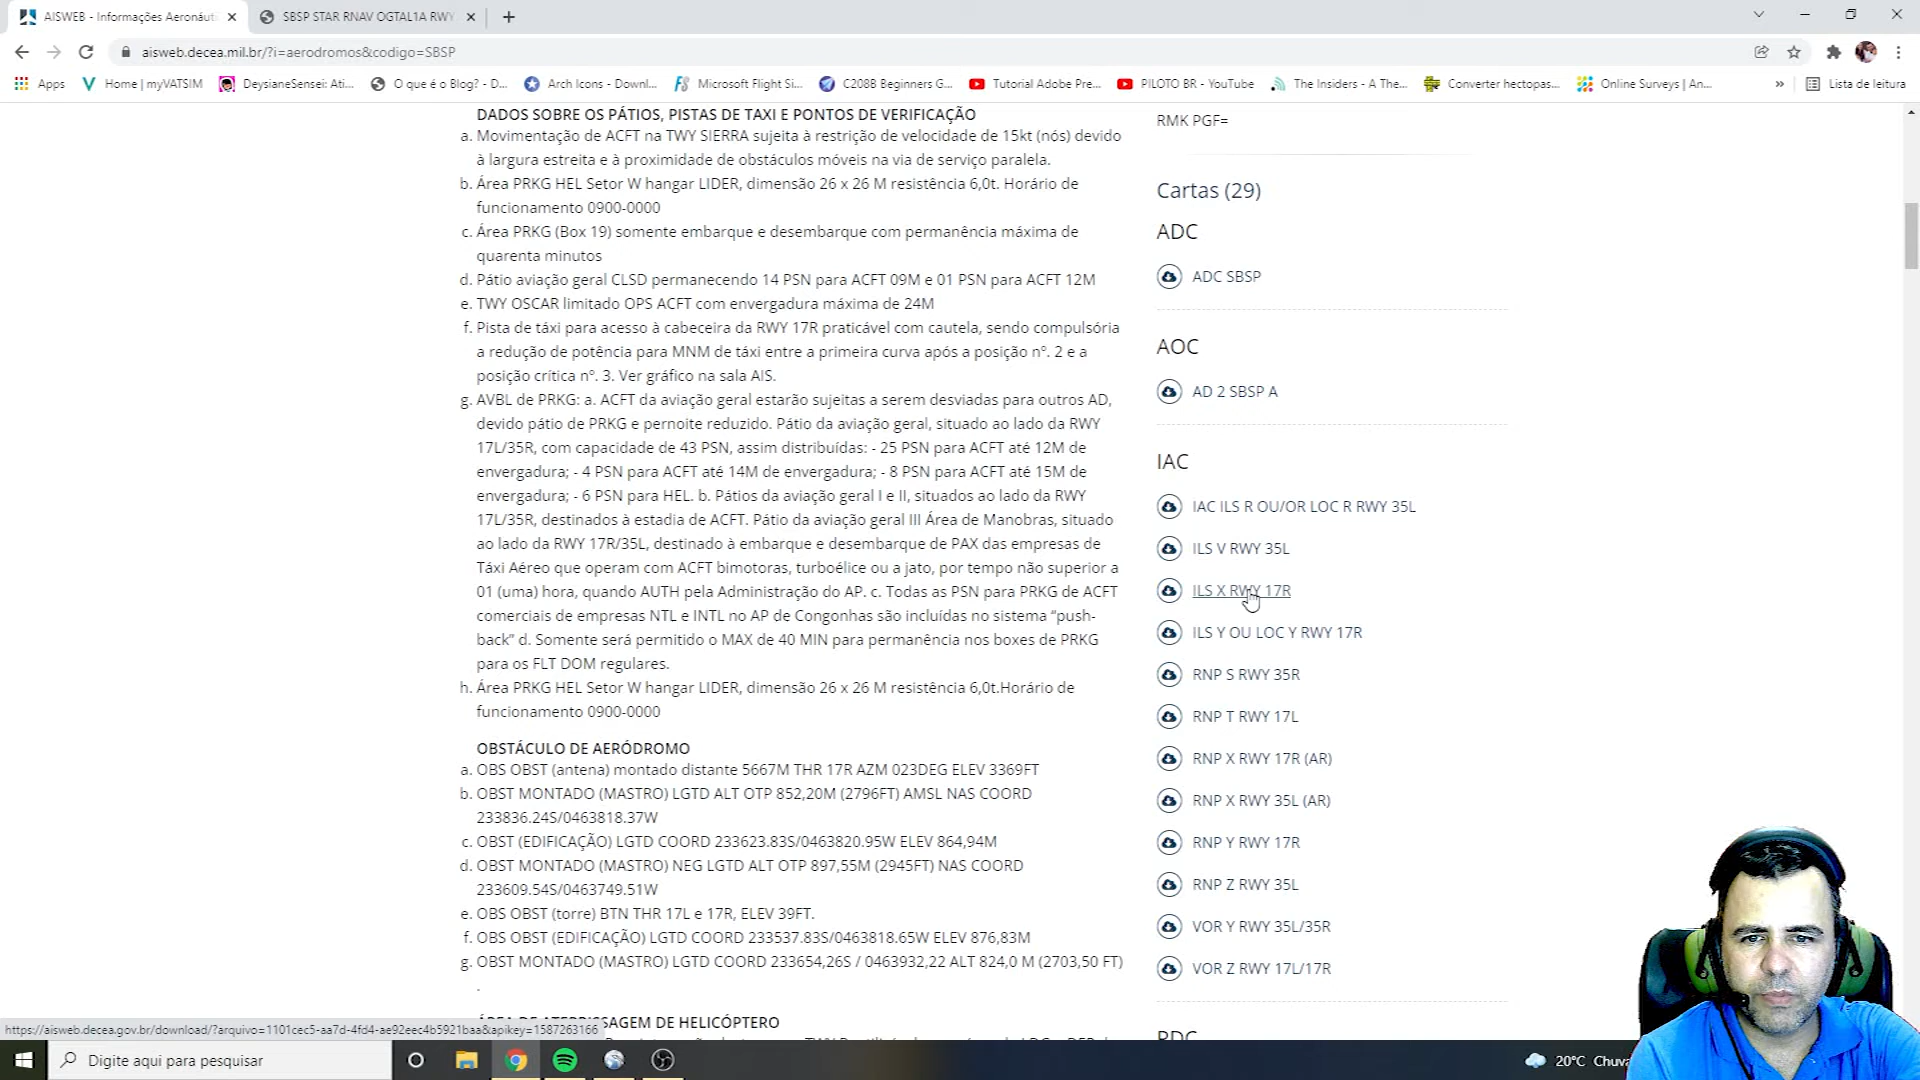 AISWEB - Informações Aeronáut
SBSP STAR RNAV OGTAL1A RWY
aisweb.decea.mil.br/?i=aerodromos&codigo=SBSP
Apps
Home | myVATSIM
DeysianeSensei: Ati...
O que é o Blog? - D...
Arch Icons - Downl...
Microsoft Flight Si...
C208B Beginners G...
Tutorial Adobe Pre...
PILOTO BR - YouTube
The Insiders - A The...
Converter hectopas...
Online Surveys | An...
»
Lista de leitura
DADOS SOBRE OS PÁTIOS, PISTAS DE TAXI E PONTOS DE VERIFICAÇÃO
a. Movimentação de ACFT na TWY SIERRA sujeita à restrição de velocidade de 15kt (nós) devido
à largura estreita e à proximidade de obstáculos móveis na via de serviço paralela.
b. Área PRKG HEL Setor W hangar LIDER, dimensão 26 x 26 M resistência 6,0t. Horário de
funcionamento 0900-0000
c. Área PRKG (Box 19) somente embarque e desembarque com permanência máxima de
quarenta minutos
d. Pátio aviação geral CLSD permanecendo 14 PSN para ACFT 09M e 01 PSN para ACFT 12M
e. TWY OSCAR limitado OPS ACFT com envergadura máxima de 24M
f. Pista de táxi para acesso à cabeceira da RWY 17R praticável com cautela, sendo compulsória
a redução de potência para MNM de táxi entre a primeira curva após a posição nº. 2 e a
posição crítica nº. 3. Ver gráfico na sala AIS.
g. AVBL de PRKG: a. ACFT da aviação geral estarão sujeitas a serem desviadas para outros AD,
devido pátio de PRKG e pernoite reduzido. Pátio da aviação geral, situado ao lado da RWY
17L/35R, com capacidade de 43 PSN, assim distribuídas: - 25 PSN para ACFT até 12M de
envergadura; - 4 PSN para ACFT até 14M de envergadura; - 8 PSN para ACFT até 15M de
envergadura; - 6 PSN para HEL. b. Pátios da aviação geral I e II, situados ao lado da RWY
17L/35R, destinados à estadia de ACFT. Pátio da aviação geral III Área de Manobras, situado
ao lado da RWY 17R/35L, destinado à embarque e desembarque de PAX das empresas de
Táxi Aéreo que operam com ACFT bimotoras, turboélice ou a jato, por tempo não superior a
01 (uma) hora, quando AUTH pela Administração do AP. c. Todas as PSN para PRKG de ACFT
comerciais de empresas NTL e INTL no AP de Congonhas são incluídas no sistema “push-
back” d. Somente será permitido o MAX de 40 MIN para permanência nos boxes de PRKG
para os FLT DOM regulares.
h. Área PRKG HEL Setor W hangar LIDER, dimensão 26 x 26 M resistência 6,0t.Horário de
funcionamento 0900-0000
OBSTÁCULO DE AERÓDROMO
a. OBS OBST (antena) montado distante 5667M THR 17R AZM 023DEG ELEV 3369FT
b. OBST MONTADO (MASTRO) LGTD ALT OTP 852,20M (2796FT) AMSL NAS COORD
233836.24S/0463818.37W
c. OBST (EDIFICAÇÃO) LGTD COORD 233623.83S/0463820.95W ELEV 864,94M
d. OBST MONTADO (MASTRO) NEG LGTD ALT OTP 897,55M (2945FT) NAS COORD
233609.54S/0463749.51W
e. OBS OBST (torre) BTN THR 17L e 17R, ELEV 39FT.
f. OBS OBST (EDIFICAÇÃO) LGTD COORD 233537.83S/0463818.65W ELEV 876,83M
g. OBST MONTADO (MASTRO) LGTD COORD 233654,26S / 0463932,22 ALT 824,0 M (2703,50 FT)
.
RMK PGF=
Cartas (29)
ADC
ADC SBSP
AOC
AD 2 SBSP A
IAC
IAC ILS R OU/OR LOC R RWY 35L
ILS V RWY 35L
ILS X RWY 17R
ILS Y OU LOC Y RWY 17R
RNP S RWY 35R
RNP T RWY 17L
RNP X RWY 17R (AR)
RNP X RWY 35L (AR)
RNP Y RWY 17R
RNP Z RWY 35L
VOR Y RWY 35L/35R
VOR Z RWY 17L/17R
https://aisweb.decea.gov.br/download/?arquivo=1101cec5-aa7d-4fd4-ae92eec4b5921baa&apikey=1587263166
SAGEM DE HELICÓPTERO
Digite aqui para pesquisar
20°C Chuva